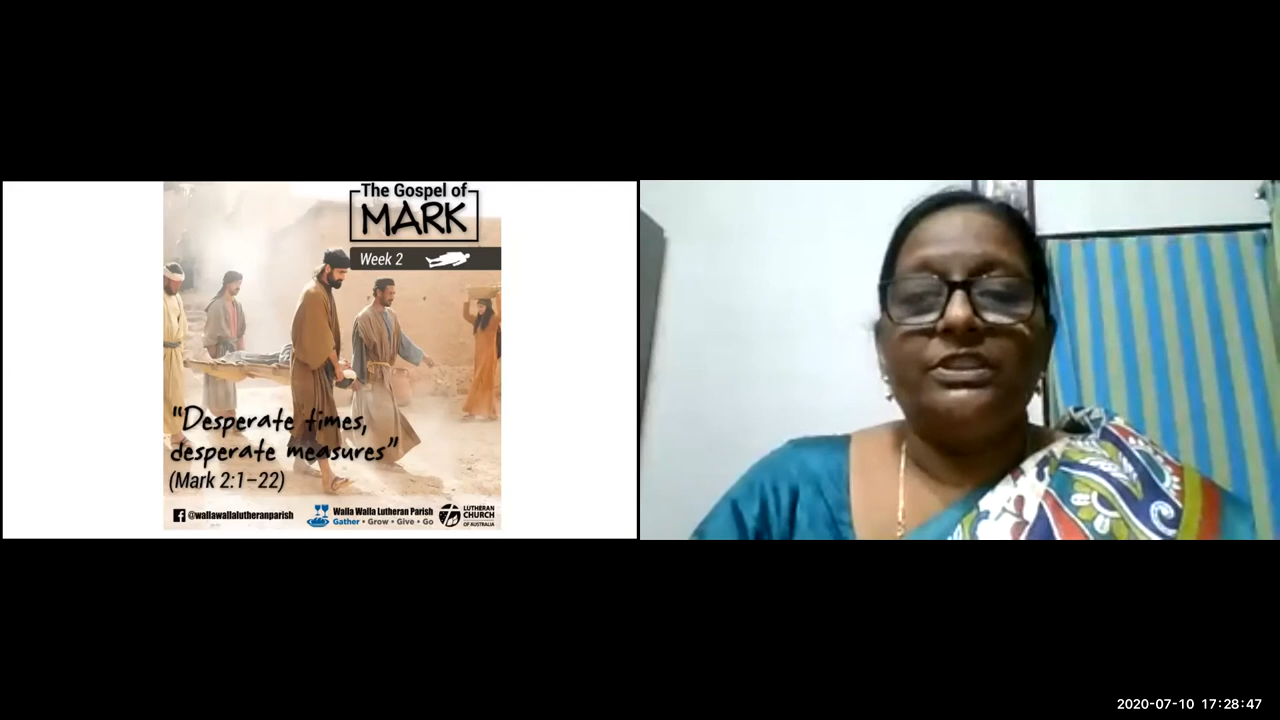 The Gospel of
MARK
Week 2
"Desperate times,
desperate measures"
(Mark 2:1–22)
@wallawallalutheranparish
Walla Walla Lutheran Parish
Gather • Grow • Give • Go
LUTHERAN
CHURCH
OF AUSTRALIA
2020-07-10 17:28:47